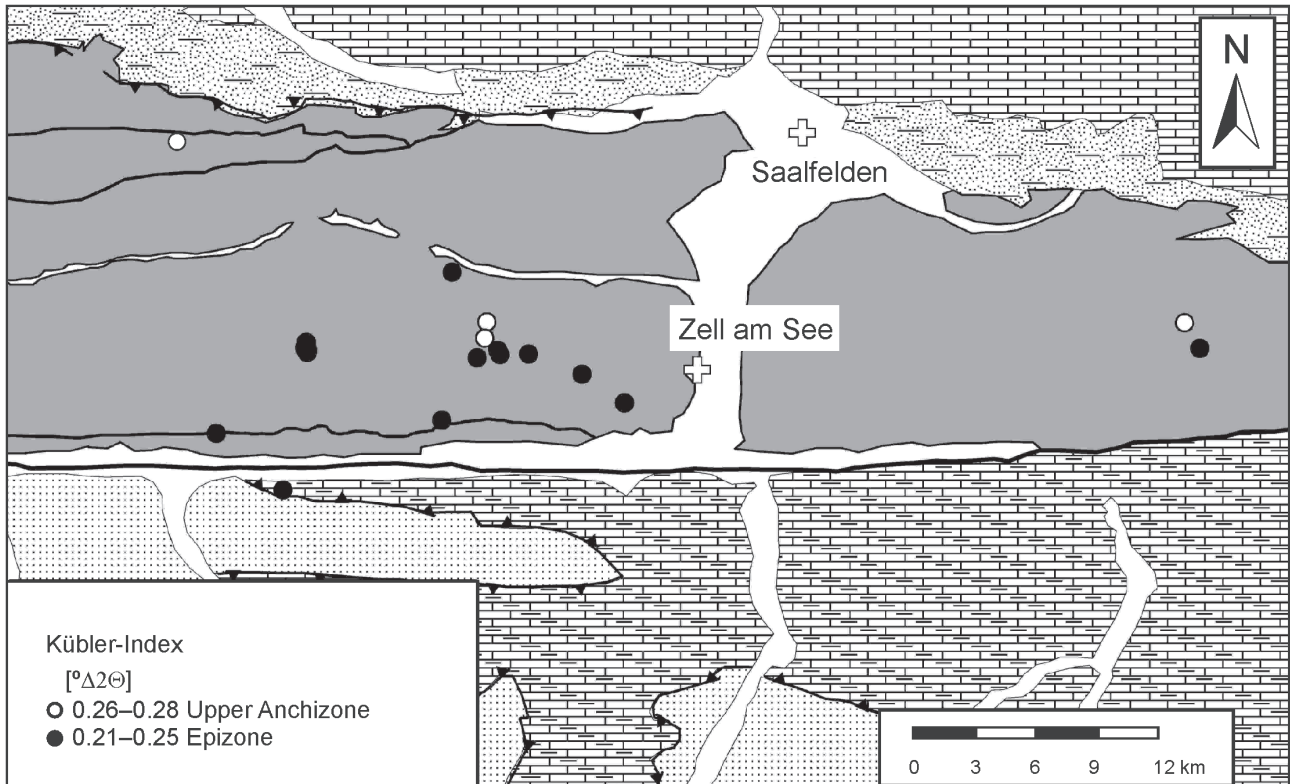 N
Saalfelden
Zell am See
Kübler-Index
[°Δ2Θ]
0.26–0.28 Upper Anchizone
0.21–0.25 Epizone
0 3 6 9 12 km